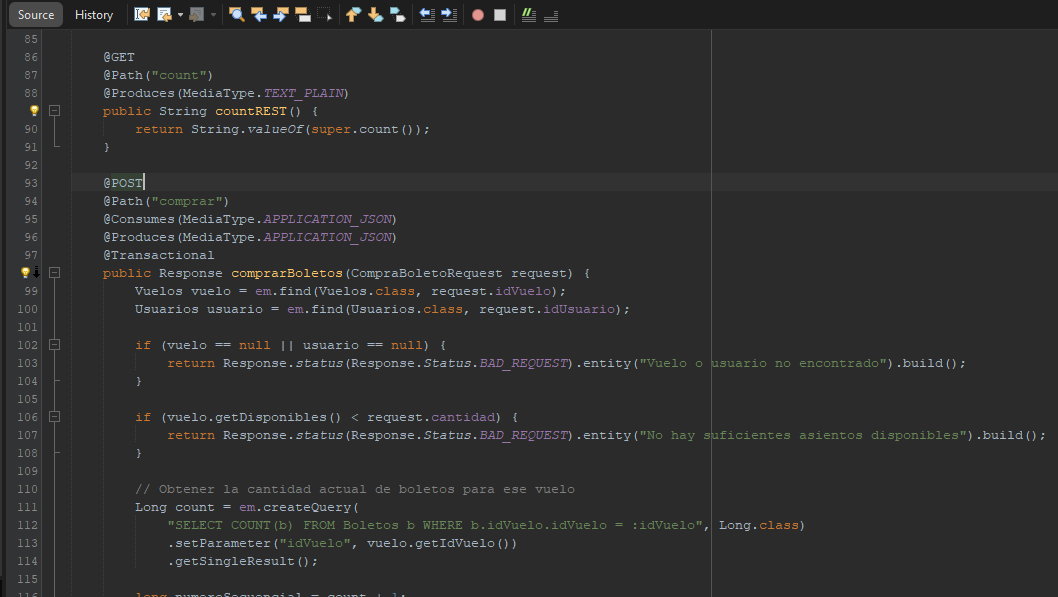 Source History
85
86 @GET
87 @Path("count")
88 @Produces(MediaType.TEXT_PLAIN)
public String countREST() {
90 return String.valueOf(super.count());
91 }
92
93 @POST
94 @Path("comprar")
95 @Consumes(MediaType.APPLICATION_JSON)
96 @Produces(MediaType.APPLICATION_JSON)
97 @Transactional
public Response comprarBoletos(CompraBoletoRequest request) {
99 Vuelos vuelo = em.find(Vuelos.class, request.idVuelo);
100 Usuarios usuario = em.find(Usuarios.class, request.idUsuario);
101
102 if (vuelo == null || usuario == null) {
103 return Response.status(Response.Status.BAD_REQUEST).entity("Vuelo o usuario no encontrado").build();
104 }
105
106 if (vuelo.getDisponibles() < request.cantidad) {
107 return Response.status(Response.Status.BAD_REQUEST).entity("No hay suficientes asientos disponibles").build();
108 }
109
110 // Obtener la cantidad actual de boletos para ese vuelo
111 Long count = em.createQuery(
112 "SELECT COUNT(b) FROM Boletos b WHERE b.idVuelo.idVuelo = :idVuelo", Long.class)
113 .setParameter("idVuelo", vuelo.getIdVuelo())
114 .getSingleResult();
115
116 long numeroSequencial = count + 1;